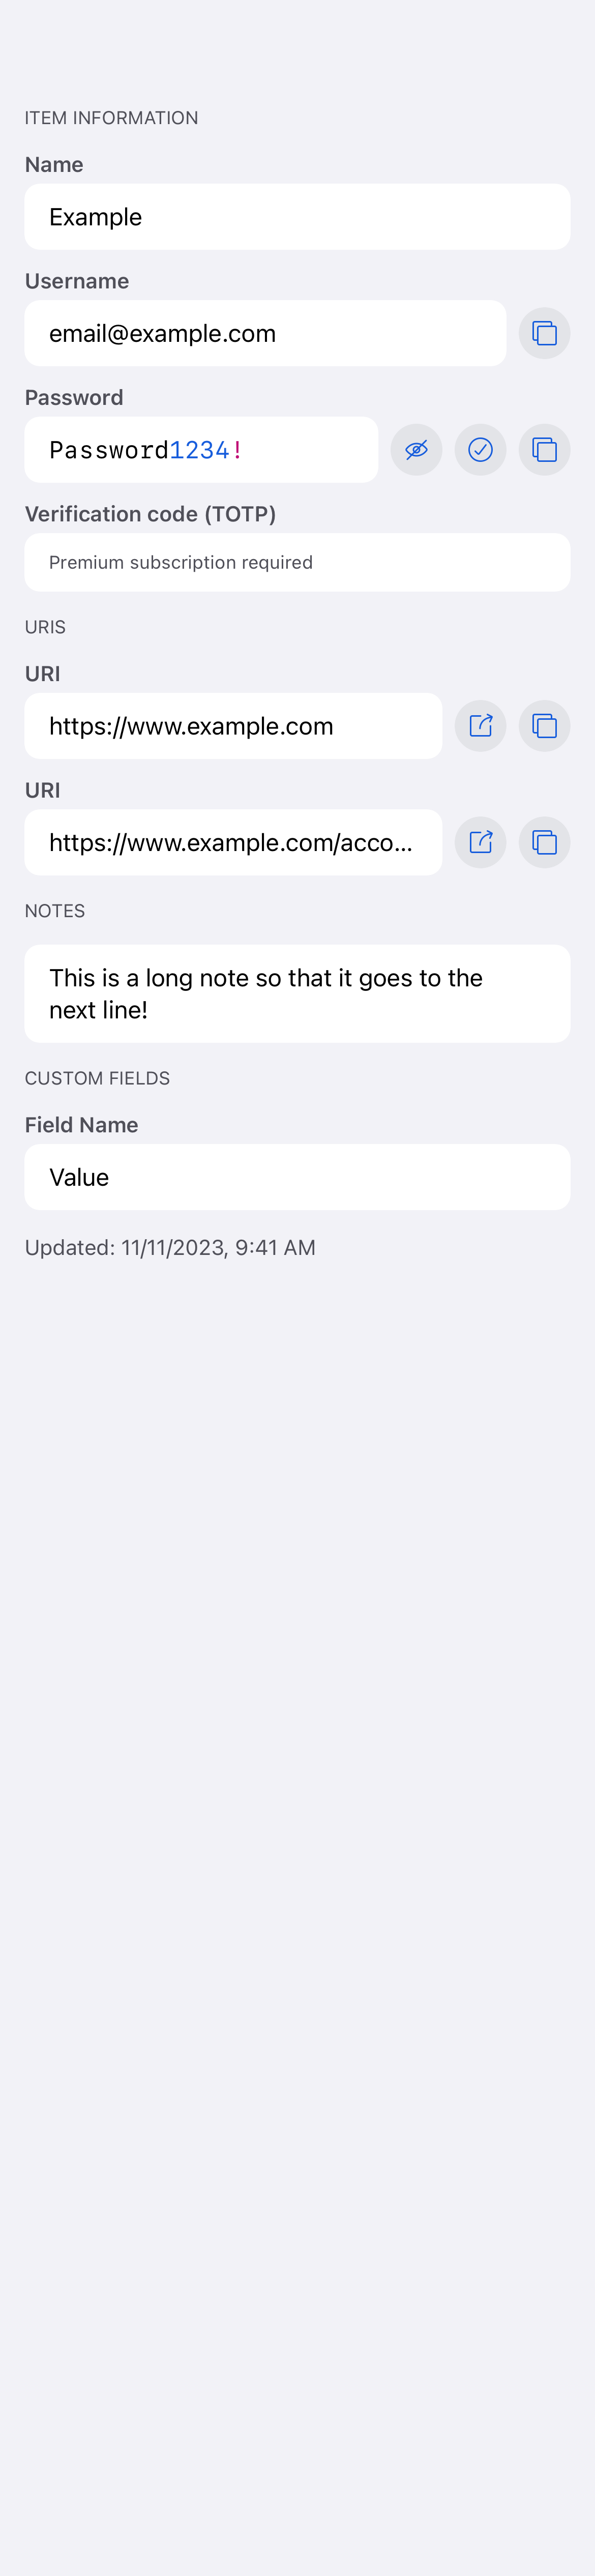 ITEM INFORMATION
Name
Example
Username
email@example.com
Password
Password1234!
Verification code (TOTP)
Premium subscription required
URIS
URI
https://www.example.com
URI
https://www.example.com/acco...
NOTES
This is a long note so that it goes to the
next line!
CUSTOM FIELDS
Field Name
Value
Updated: 11/11/2023, 9:41 AM